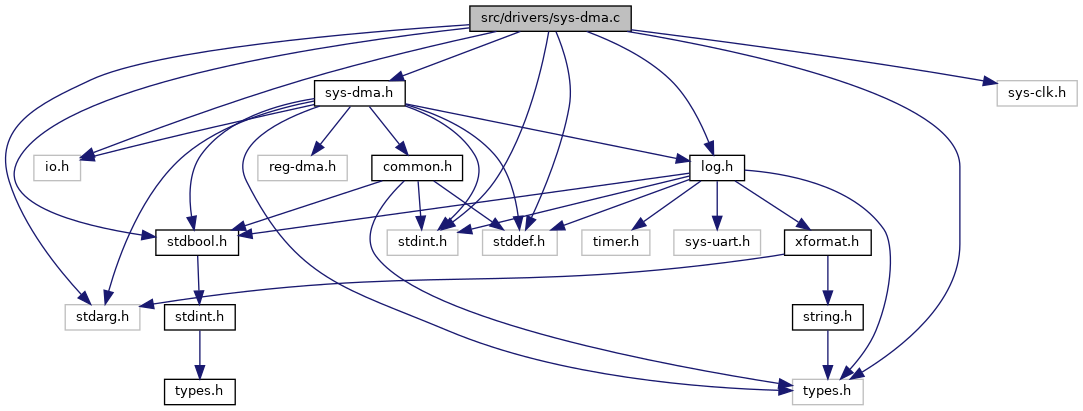 src/drivers/sys-dma.c
sys-dma.h
sys-clk.h
io.h
reg-dma.h
common.h
log.h
stdbool.h
stdint.h
stddef.h
timer.h
sys-uart.h
xformat.h
stdarg.h
stdint.h
string.h
types.h
types.h